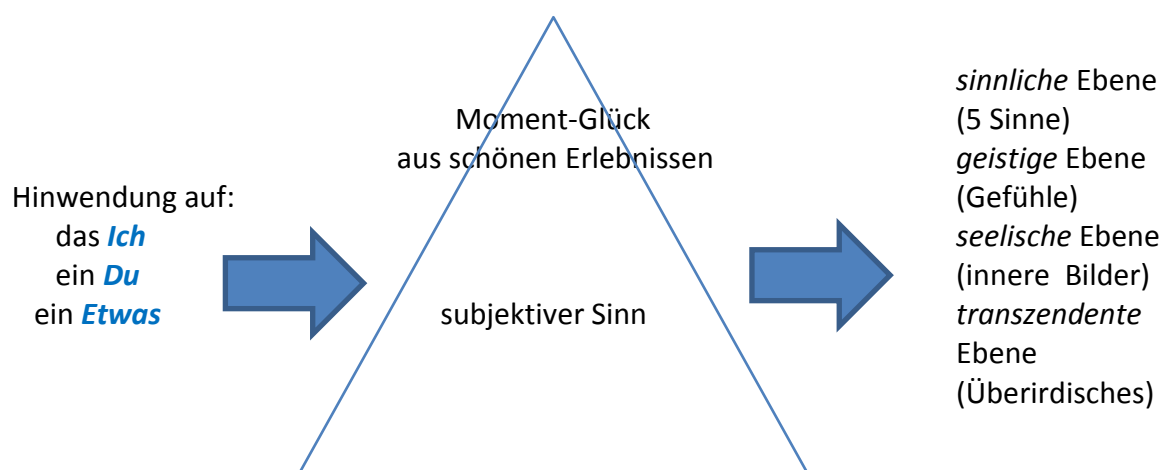 Hinwendung auf:
das Ich
ein Du
ein Etwas
Moment-Glück
aus schönen Erlebnissen
subjektiver Sinn
sinnliche Ebene
(5 Sinne)
geistige Ebene
(Gefühle)
seelische Ebene
(innere Bilder)
transzendente
Ebene
(Überirdisches)